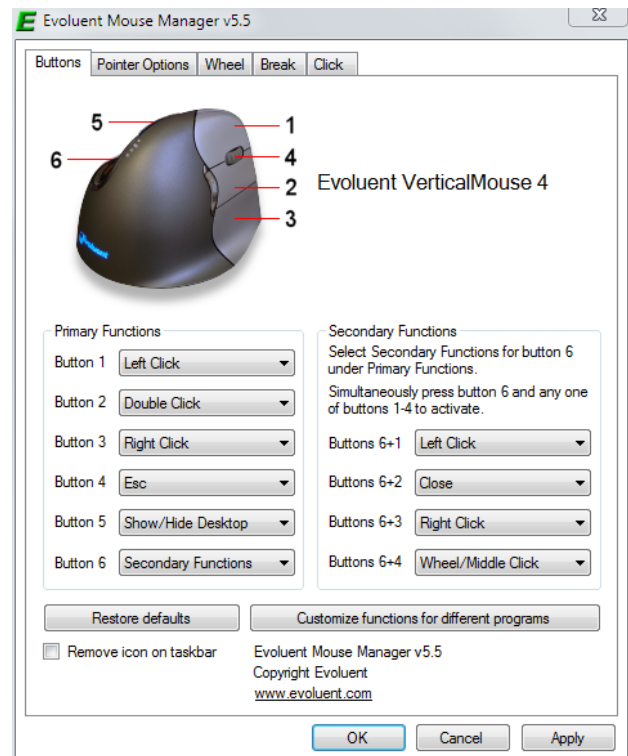 Evoluent Mouse Manager v5.5
Buttons Pointer Options Wheel Break Click
5
1
6
4
2
3
Evoluent
Evoluent VerticalMouse 4
Primary Functions
Button 1 Left Click
Button 2 Double Click
Button 3 Right Click
Button 4 Esc
Button 5 Show/Hide Desktop
Button 6 Secondary Functions
Secondary Functions
Select Secondary Functions for button 6
under Primary Functions.
Simultaneously press button 6 and any one
of buttons 1-4 to activate.
Buttons 6+1 Left Click
Buttons 6+2 Close
Buttons 6+3 Right Click
Buttons 6+4 Wheel/Middle Click
Restore defaults
Customize functions for different programs
Remove icon on taskbar
Evoluent Mouse Manager v5.5
Copyright Evoluent
www.evoluent.com
OK Cancel Apply